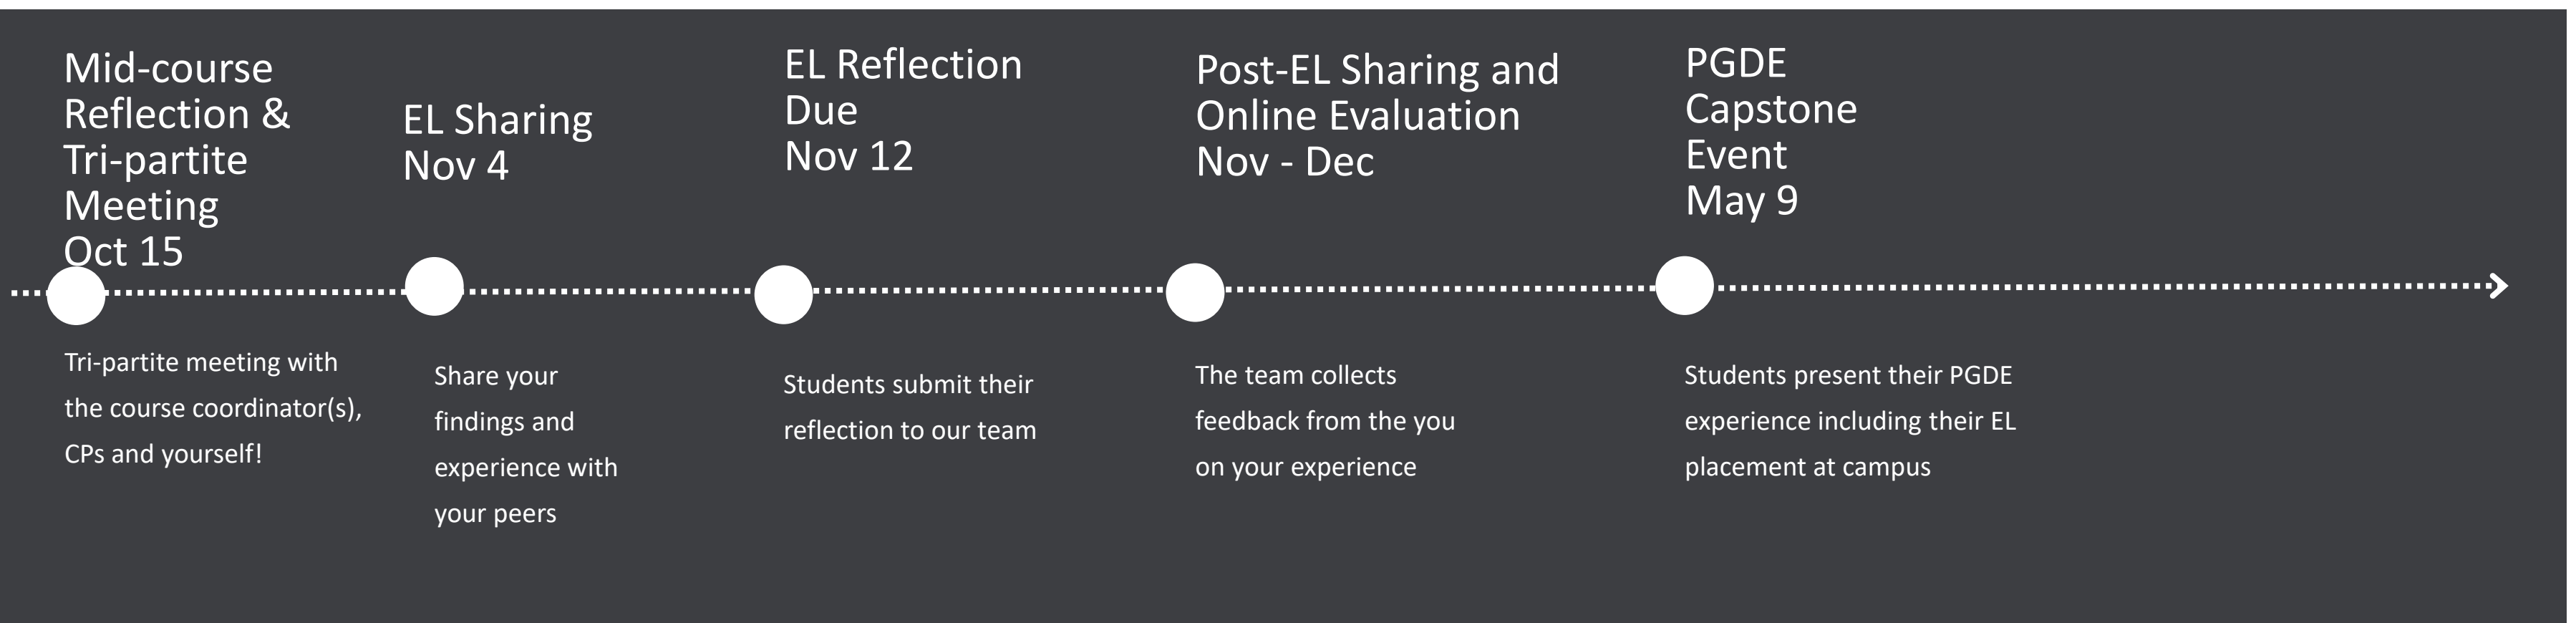 Mid-course
Reflection &
Tri-partite
Meeting
Oct 15
Tri-partite meeting with
the course coordinator(s),
CPs and yourself!
EL Sharing
Nov 4
Share your
findings and
experience with
your peers
EL Reflection
Due
Nov 12
Students submit their
reflection to our team
Post-EL Sharing and
Online Evaluation
Nov - Dec
The team collects
feedback from the you
on your experience
PGDE
Capstone
Event
May 9
Students present their PGDE
experience including their EL
placement at campus